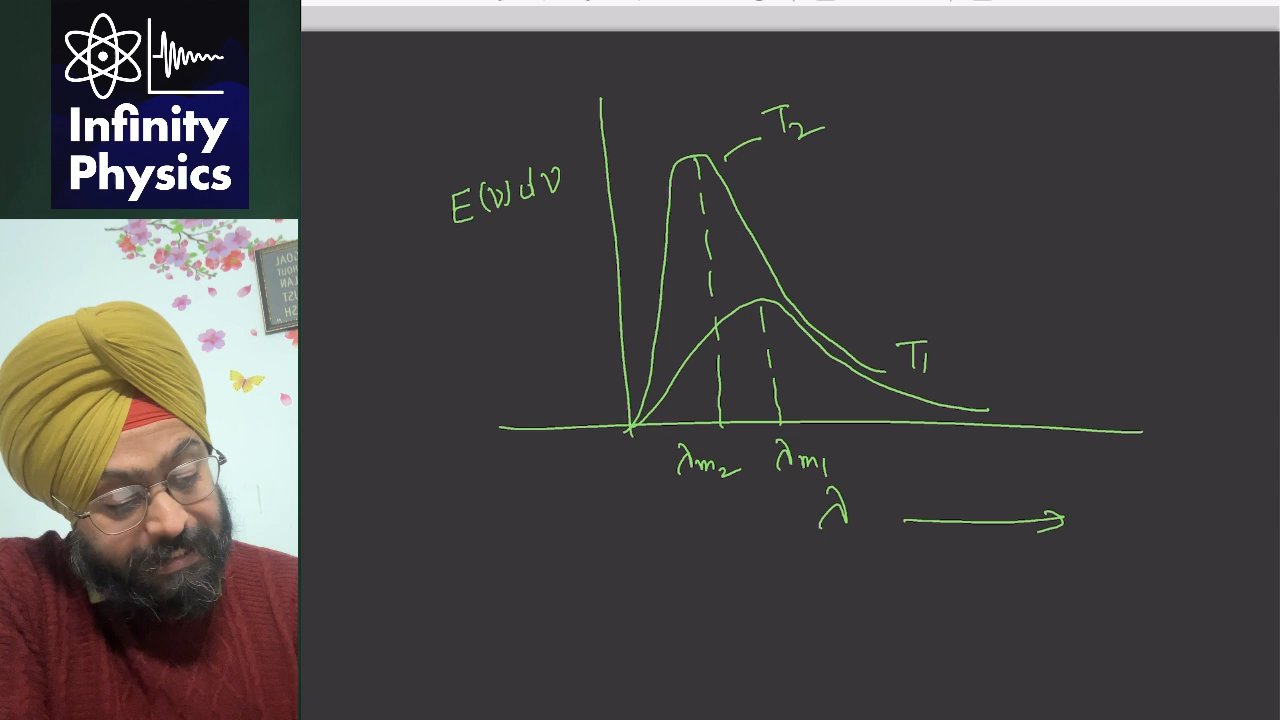 Infinity
Physics
T₂
E(ν)dν
T₁
λm₂ λm₁
λ